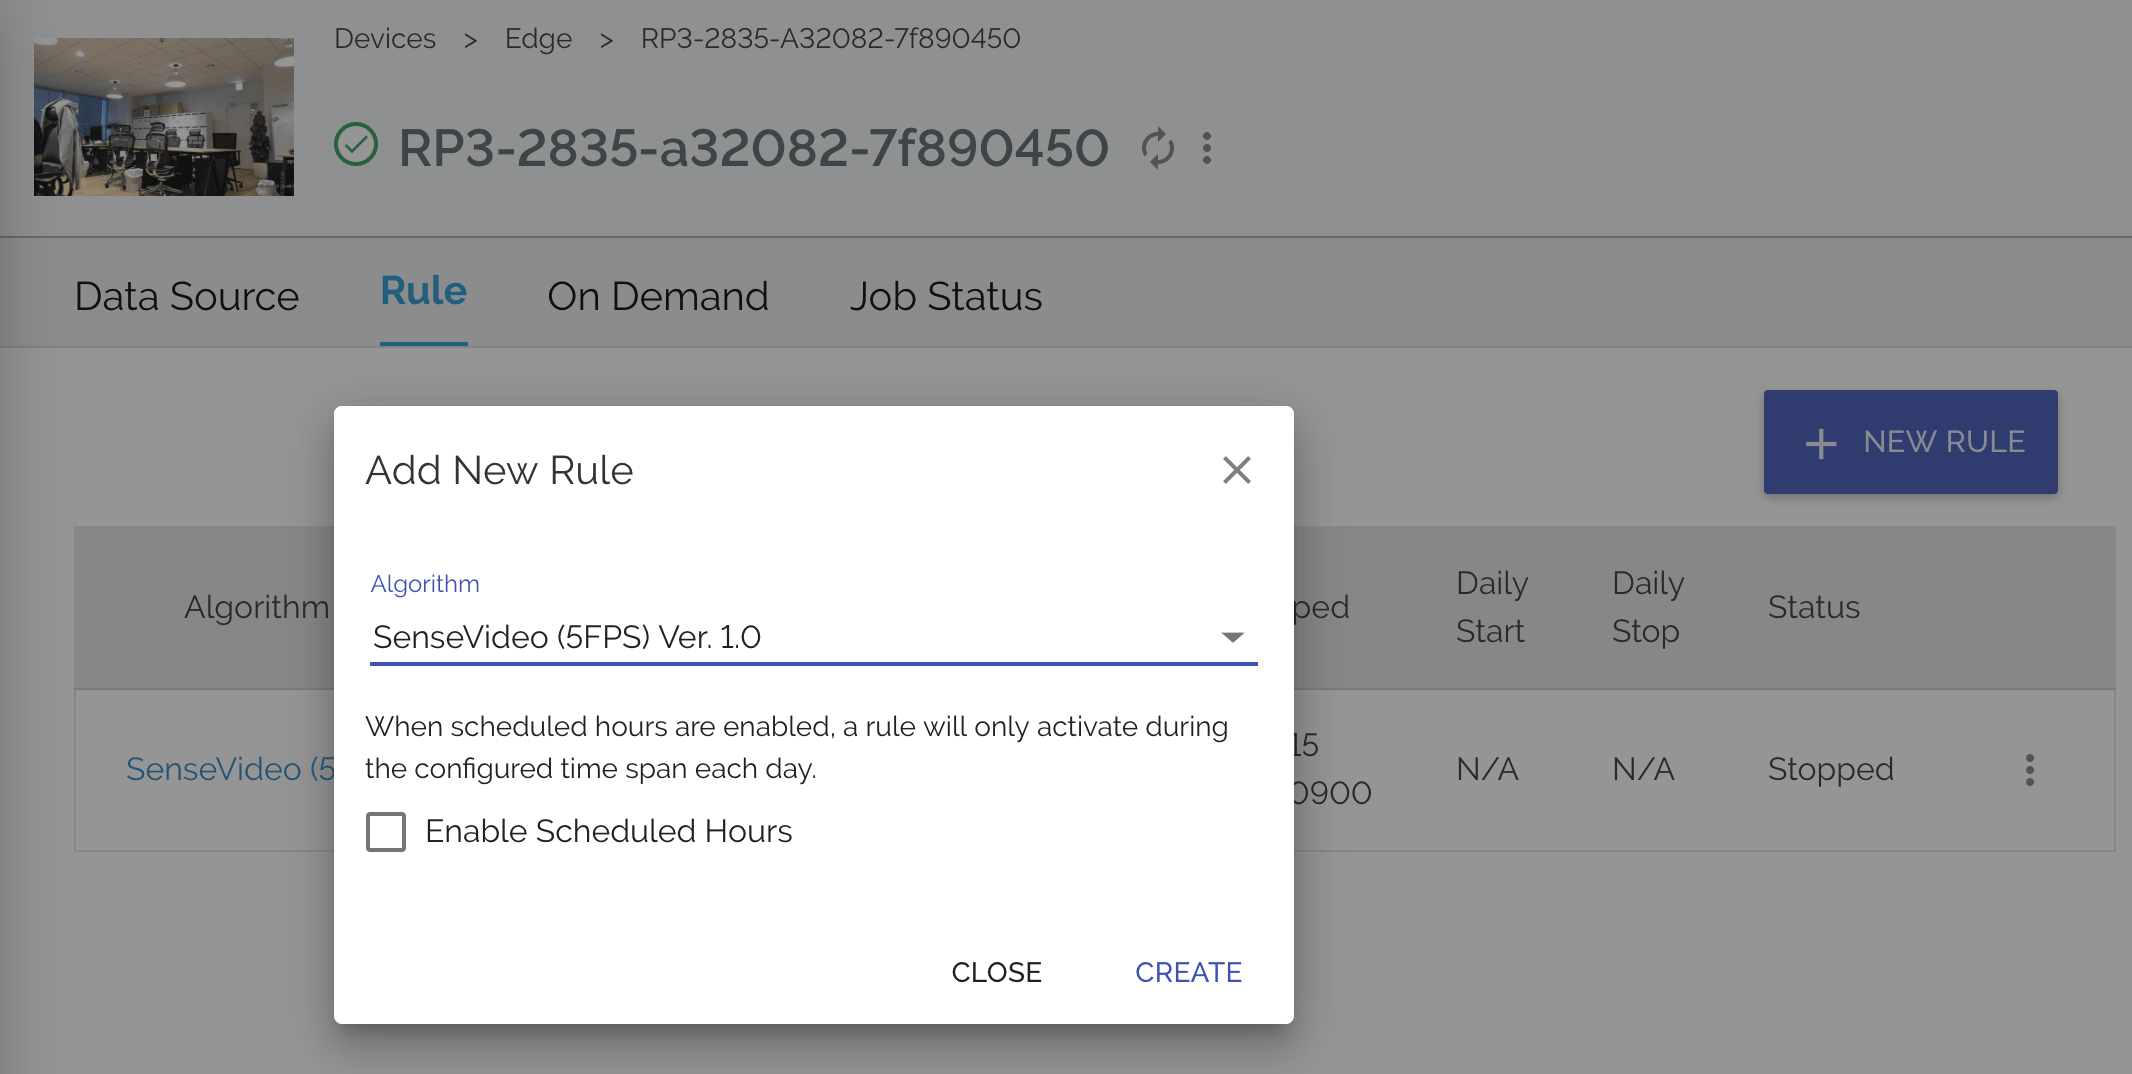 Devices > Edge > RP3-2835-A32082-7f890450
RP3-2835-a32082-7f890450
Data Source Rule On Demand Job Status
NEW RULE
Add New Rule
Algorithm
SenseVideo (5FPS) Ver. 1.0
When scheduled hours are enabled, a rule will only activate during
the configured time span each day.
Enable Scheduled Hours
CLOSE CREATE
Algorithm
ped
Daily
Start
Daily
Stop
Status
SenseVideo (5
15
0900
N/A
N/A
Stopped